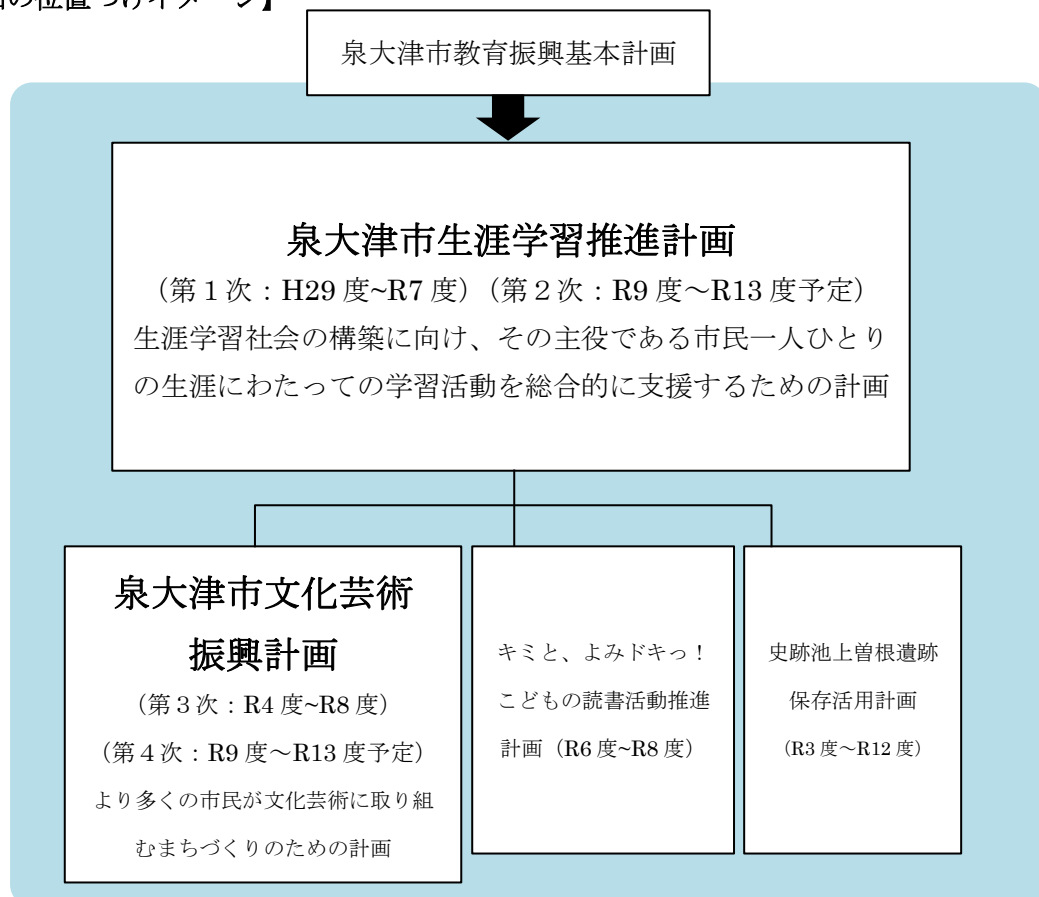 の位置づけイメージ】
泉大津市教育振興基本計画
泉大津市生涯学習推進計画
（第１次：H29 度~R7 度）（第２次：R9 度～R13 度予定）
生涯学習社会の構築に向け、その主役である市民一人ひとり
の生涯にわたっての学習活動を総合的に支援するための計画
泉大津市文化芸術
振興計画
（第３次：R4 度~R8 度）
（第４次：R9 度～R13 度予定）
より多くの市民が文化芸術に取り組
むまちづくりのための計画
キミと、よみドキっ！
こどもの読書活動推進
計画（R6 度~R8 度）
史跡池上曽根遺跡
保存活用計画
（R3 度～R12 度）